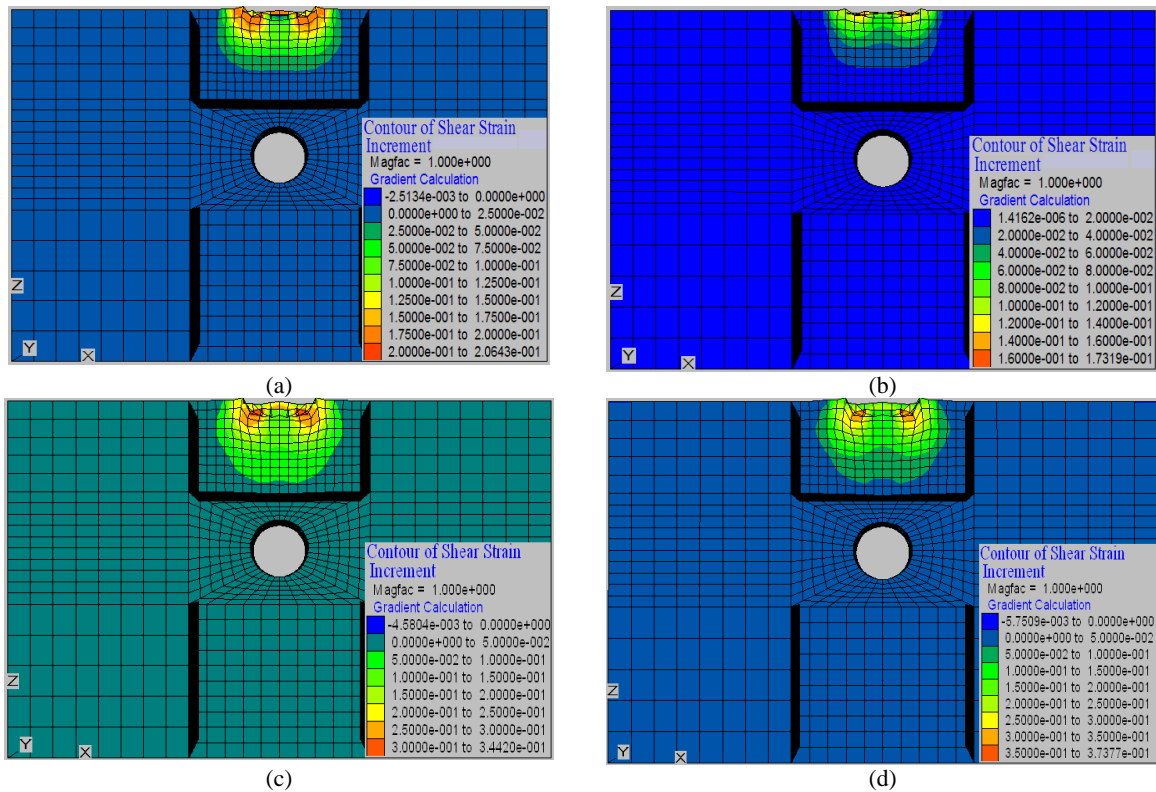 Contour of Shear Strain
Increment
Magfac = 1.000e+000
Gradient Calculation
-2.5134e-003 to 0.0000e+000
0.0000e+000 to 2.5000e-002
2.5000e-002 to 5.0000e-002
5.0000e-002 to 7.5000e-002
7.5000e-002 to 1.0000e-001
1.0000e-001 to 1.2500e-001
1.2500e-001 to 1.5000e-001
1.5000e-001 to 1.7500e-001
1.7500e-001 to 2.0000e-001
2.0000e-001 to 2.0643e-001
Z
Y
X
(a)
Contour of Shear Strain
Increment
Magfac = 1.000e+000
Gradient Calculation
1.4162e-006 to 2.0000e-002
2.0000e-002 to 4.0000e-002
4.0000e-002 to 6.0000e-002
6.0000e-002 to 8.0000e-002
8.0000e-002 to 1.0000e-001
1.0000e-001 to 1.2000e-001
1.2000e-001 to 1.4000e-001
1.4000e-001 to 1.6000e-001
1.6000e-001 to 1.7319e-001
Z
Y
X
(b)
Contour of Shear Strain
Increment
Magfac = 1.000e+000
Gradient Calculation
-4.5804e-003 to 0.0000e+000
0.0000e+000 to 5.0000e-002
5.0000e-002 to 1.0000e-001
1.0000e-001 to 1.5000e-001
1.5000e-001 to 2.0000e-001
2.0000e-001 to 2.5000e-001
2.5000e-001 to 3.0000e-001
3.0000e-001 to 3.4420e-001
Z
Y
X
(c)
Contour of Shear Strain
Increment
Magfac = 1.000e+000
Gradient Calculation
-5.7509e-003 to 0.0000e+000
0.0000e+000 to 5.0000e-002
5.0000e-002 to 1.0000e-001
1.0000e-001 to 1.5000e-001
1.5000e-001 to 2.0000e-001
2.0000e-001 to 2.5000e-001
2.5000e-001 to 3.0000e-001
3.0000e-001 to 3.5000e-001
3.5000e-001 to 3.7377e-001
Z
Y
X
(d)